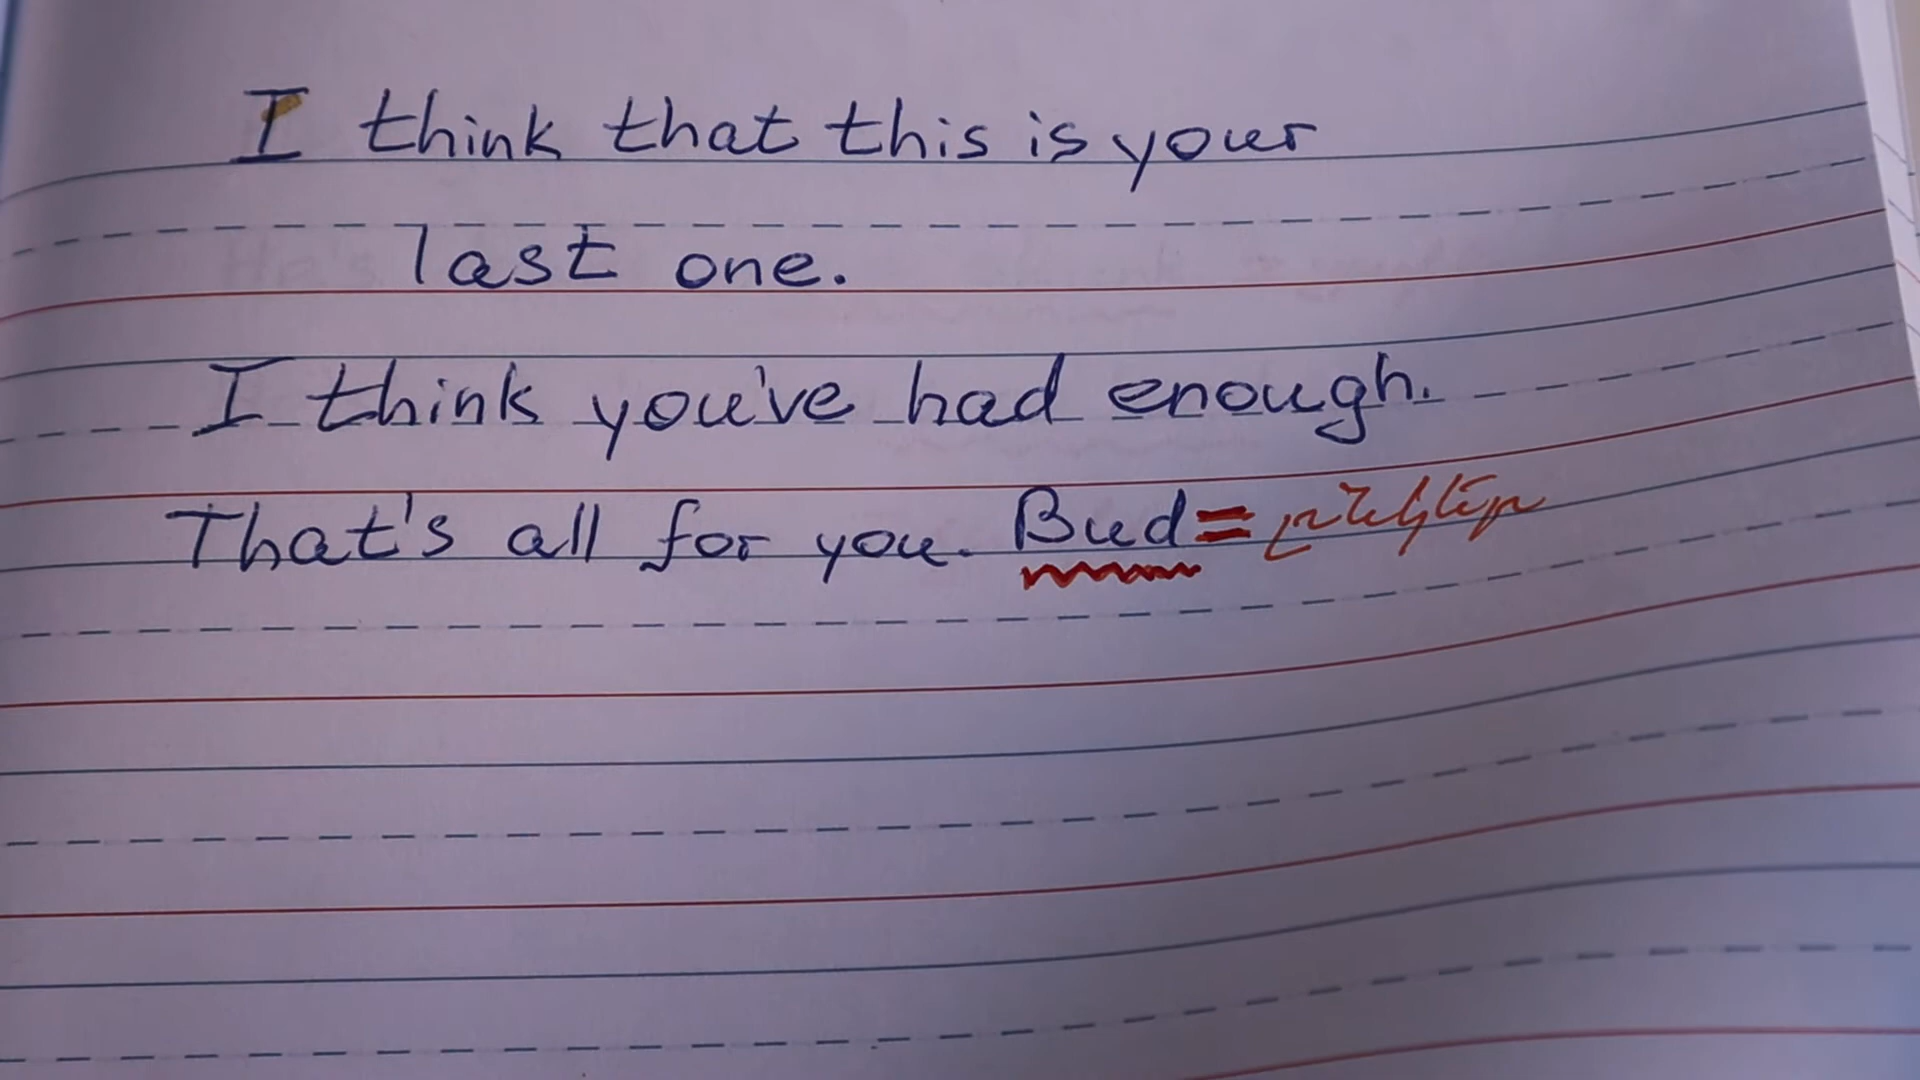 I think that this is your
last one.
I think you've had enough.
That's all for you. Bud =